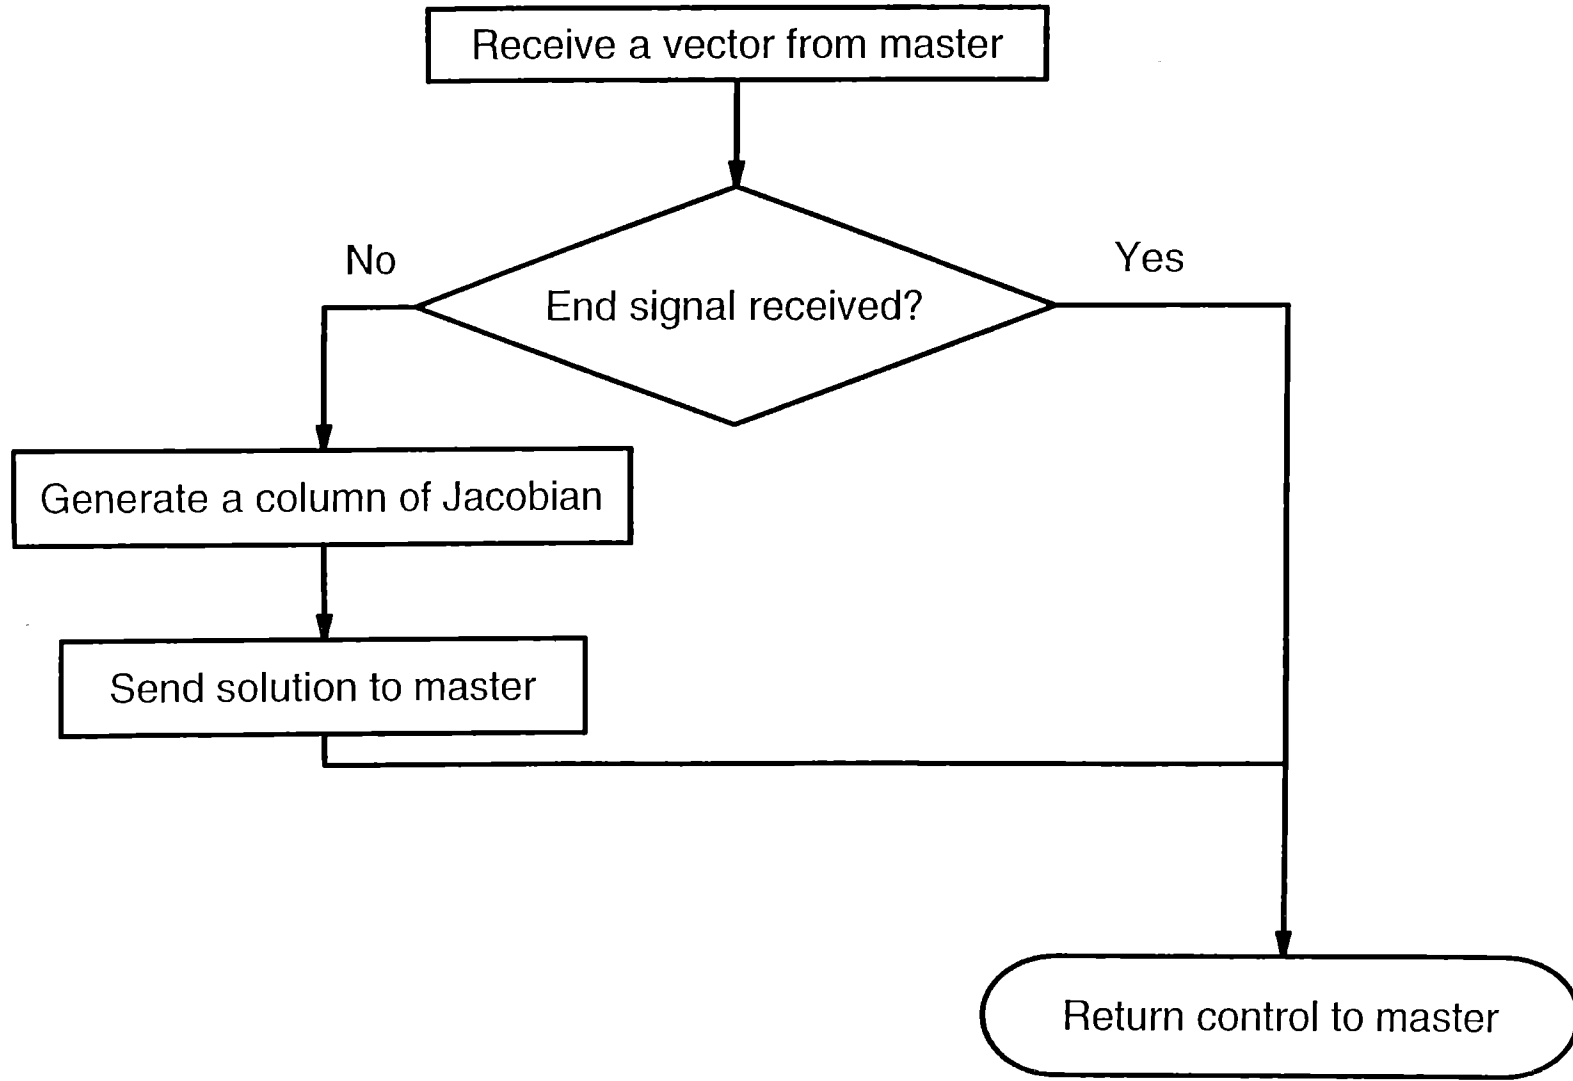 Receive a vector from master
No
Yes
End signal received?
Generate a column of Jacobian
Send solution to master
Return control to master